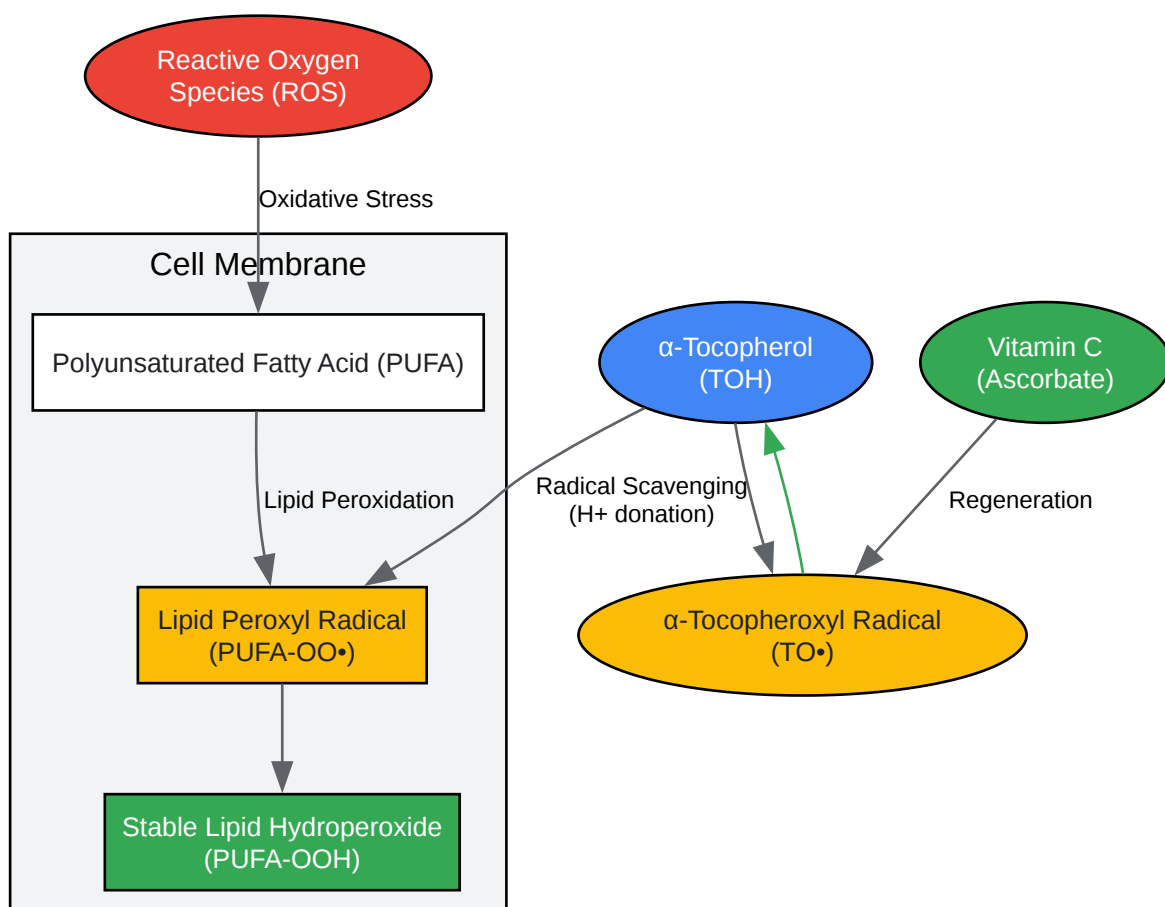 Reactive Oxygen
Species (ROS)
Oxidative Stress
Cell Membrane
Polyunsaturated Fatty Acid (PUFA)
α-Tocopherol
(TOH)
Vitamin C
(Ascorbate)
Lipid Peroxidation
Radical Scavenging
(H+ donation)
Regeneration
Lipid Peroxyl Radical
(PUFA-OO•)
α-Tocopheroxyl Radical
(TO•)
Stable Lipid Hydroperoxide
(PUFA-OOH)